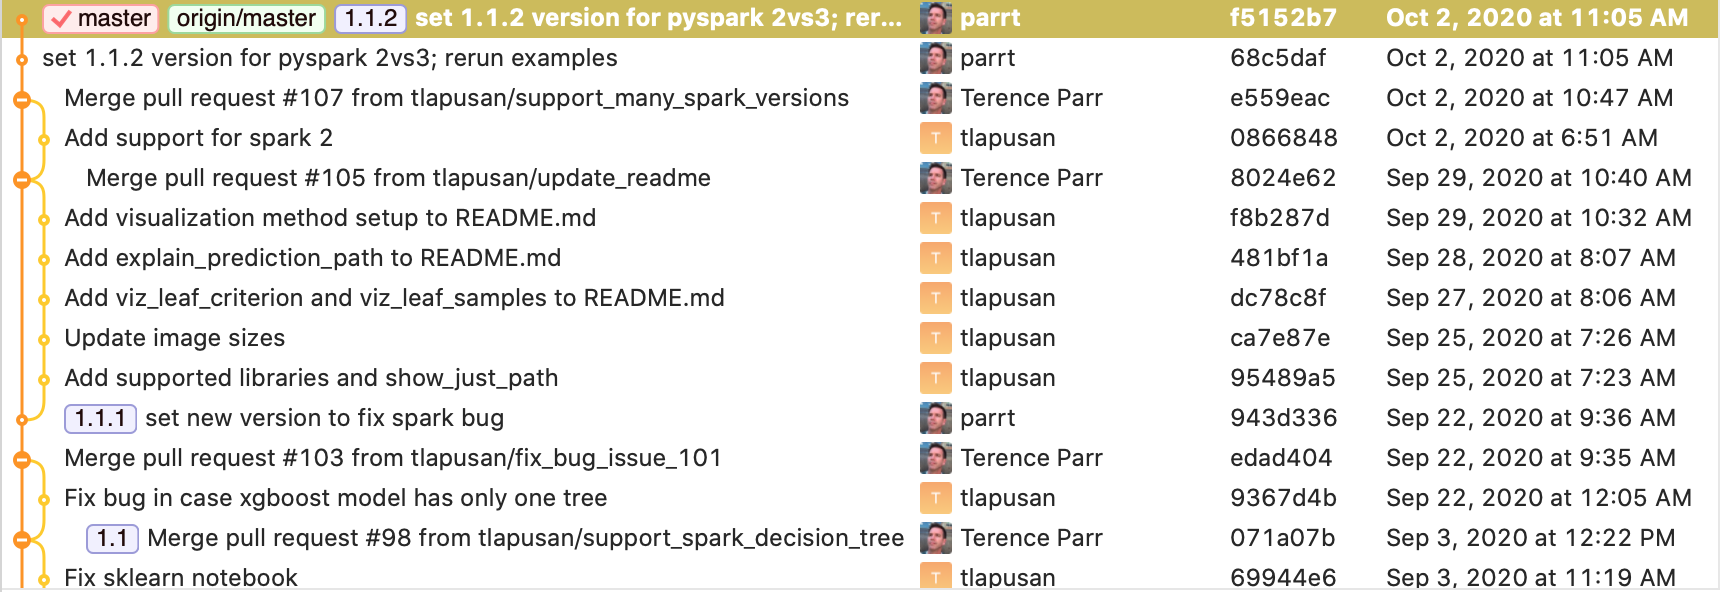 master origin/master 1.1.2 set 1.1.2 version for pyspark 2vs3; rer... parrt f5152b7 Oct 2, 2020 at 11:05 AM
set 1.1.2 version for pyspark 2vs3; rerun examples parrt 68c5daf Oct 2, 2020 at 11:05 AM
Merge pull request #107 from tlapusan/support_many_spark_versions Terence Parr e559eac Oct 2, 2020 at 10:47 AM
Add support for spark 2 T tlapusan 0866848 Oct 2, 2020 at 6:51 AM
Merge pull request #105 from tlapusan/update_readme Terence Parr 8024e62 Sep 29, 2020 at 10:40 AM
Add visualization method setup to README.md T tlapusan f8b287d Sep 29, 2020 at 10:32 AM
Add explain_prediction_path to README.md T tlapusan 481bf1a Sep 28, 2020 at 8:07 AM
Add viz_leaf_criterion and viz_leaf_samples to README.md T tlapusan dc78c8f Sep 27, 2020 at 8:06 AM
Update image sizes T tlapusan ca7e87e Sep 25, 2020 at 7:26 AM
Add supported libraries and show_just_path T tlapusan 95489a5 Sep 25, 2020 at 7:23 AM
1.1.1 set new version to fix spark bug parrt 943d336 Sep 22, 2020 at 9:36 AM
Merge pull request #103 from tlapusan/fix_bug_issue_101 Terence Parr edad404 Sep 22, 2020 at 9:35 AM
Fix bug in case xgboost model has only one tree T tlapusan 9367d4b Sep 22, 2020 at 12:05 AM
1.1 Merge pull request #98 from tlapusan/support_spark_decision_tree Terence Parr 071a07b Sep 3, 2020 at 12:22 PM
Fix sklearn notebook T tlapusan 69944e6 Sep 3, 2020 at 11:19 AM